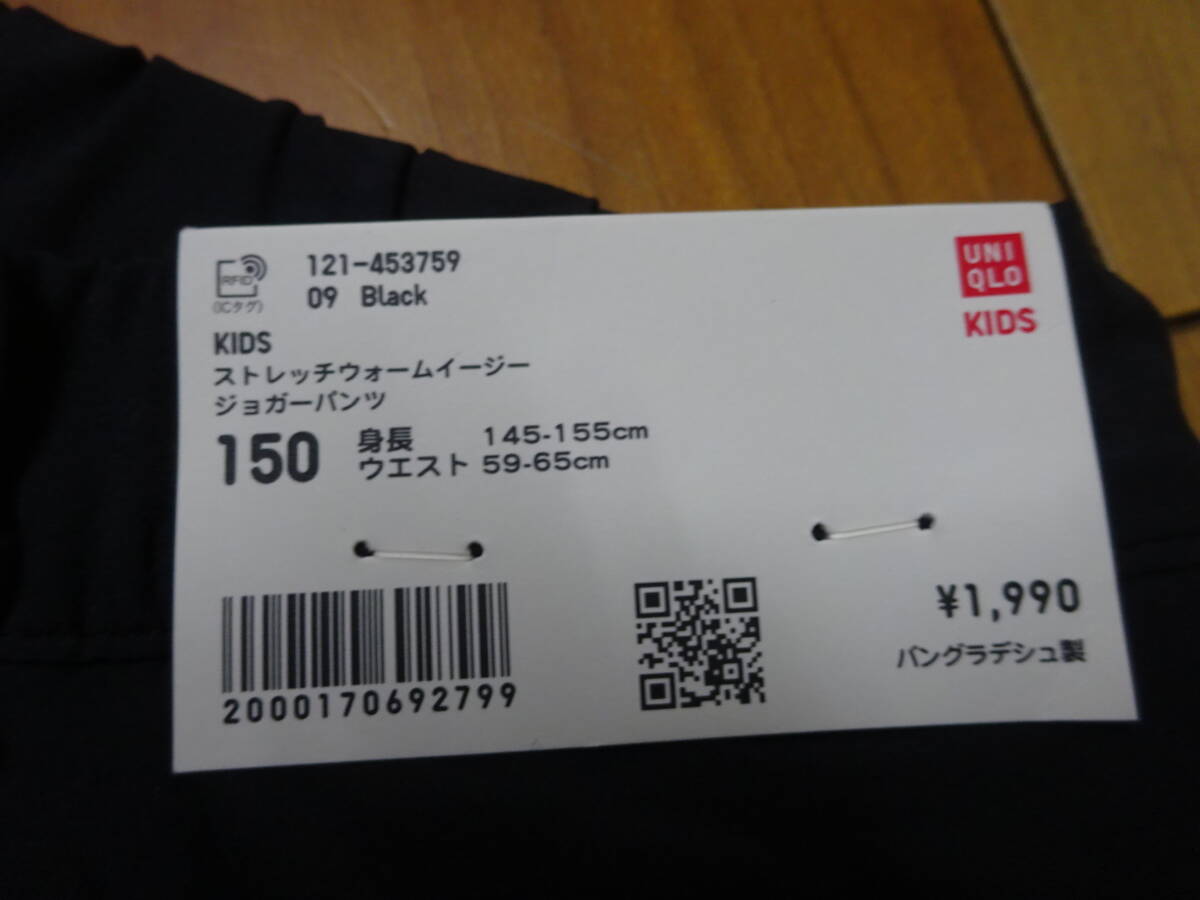 RFID
(ICタグ)
121-453759
09 Black
UNI
QLO
KIDS
KIDS
ストレッチウォームイージー
ジョガーパンツ
150
身長 145-155cm
ウエスト 59-65cm
2000170692799
¥1,990
バングラデシュ製